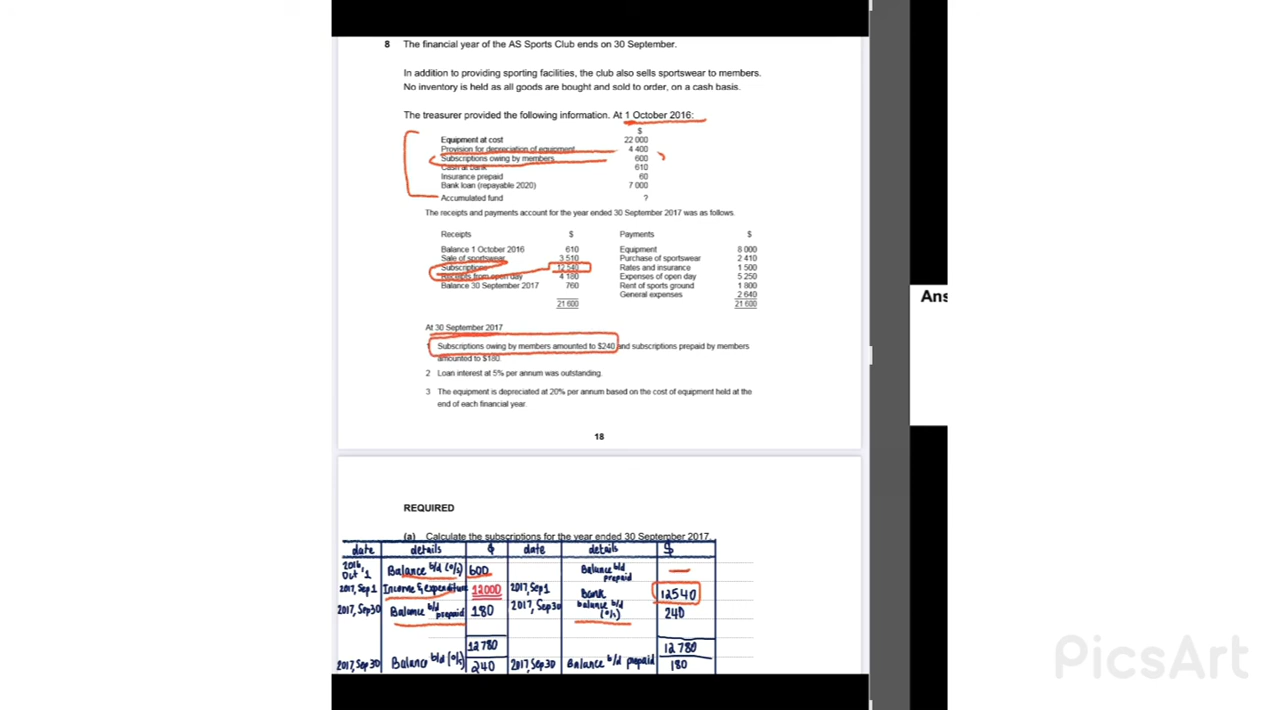 8 The financial year of the AS Sports Club ends on 30 September.
In addition to providing sporting facilities, the club also sells sportswear to members.
No inventory is held as all goods are bought and sold to order, on a cash basis.
The treasurer provided the following information. At 1 October 2016:
$
Equipment at cost 22 000
Provision for depreciation of equipment 4 400
Subscriptions owing by members 600
Cash at bank 610
Insurance prepaid 60
Bank loan (repayable 2020) 7 000
Accumulated fund ?
The receipts and payments account for the year ended 30 September 2017 was as follows.
Receipts $ Payments $
Balance 1 October 2016 610 Equipment 8 000
Sale of sportswear 3 510 Purchase of sportswear 2 410
Subscriptions 12 540 Rates and insurance 1 500
Receipts from open day 4 180 Expenses of open day 5 250
Balance 30 September 2017 760 Rent of sports ground 1 800
General expenses 2 640
21 600 21 600
At 30 September 2017
1 Subscriptions owing by members amounted to $240 and subscriptions prepaid by members
amounted to $180.
2 Loan interest at 5% per annum was outstanding.
3 The equipment is depreciated at 20% per annum based on the cost of equipment held at the
end of each financial year.
18
REQUIRED
(a) Calculate the subscriptions for the year ended 30 September 2017.
date details $ date details $
2016, Oct 1 Balance b/d (o/s) 600 Balance b/d prepaid —
2017, Sep1 Income & expenditure 12000 2017, Sep1 Bank 12540
2017, Sep30 Balance b/d prepaid 180 2017, Sep30 balance b/d (o/s) 240
12 780 12 780
2017, Sep30 Balance b/d (o/s) 240 2017, Sep30 Balance b/d prepaid 180
Ans
PicsArt